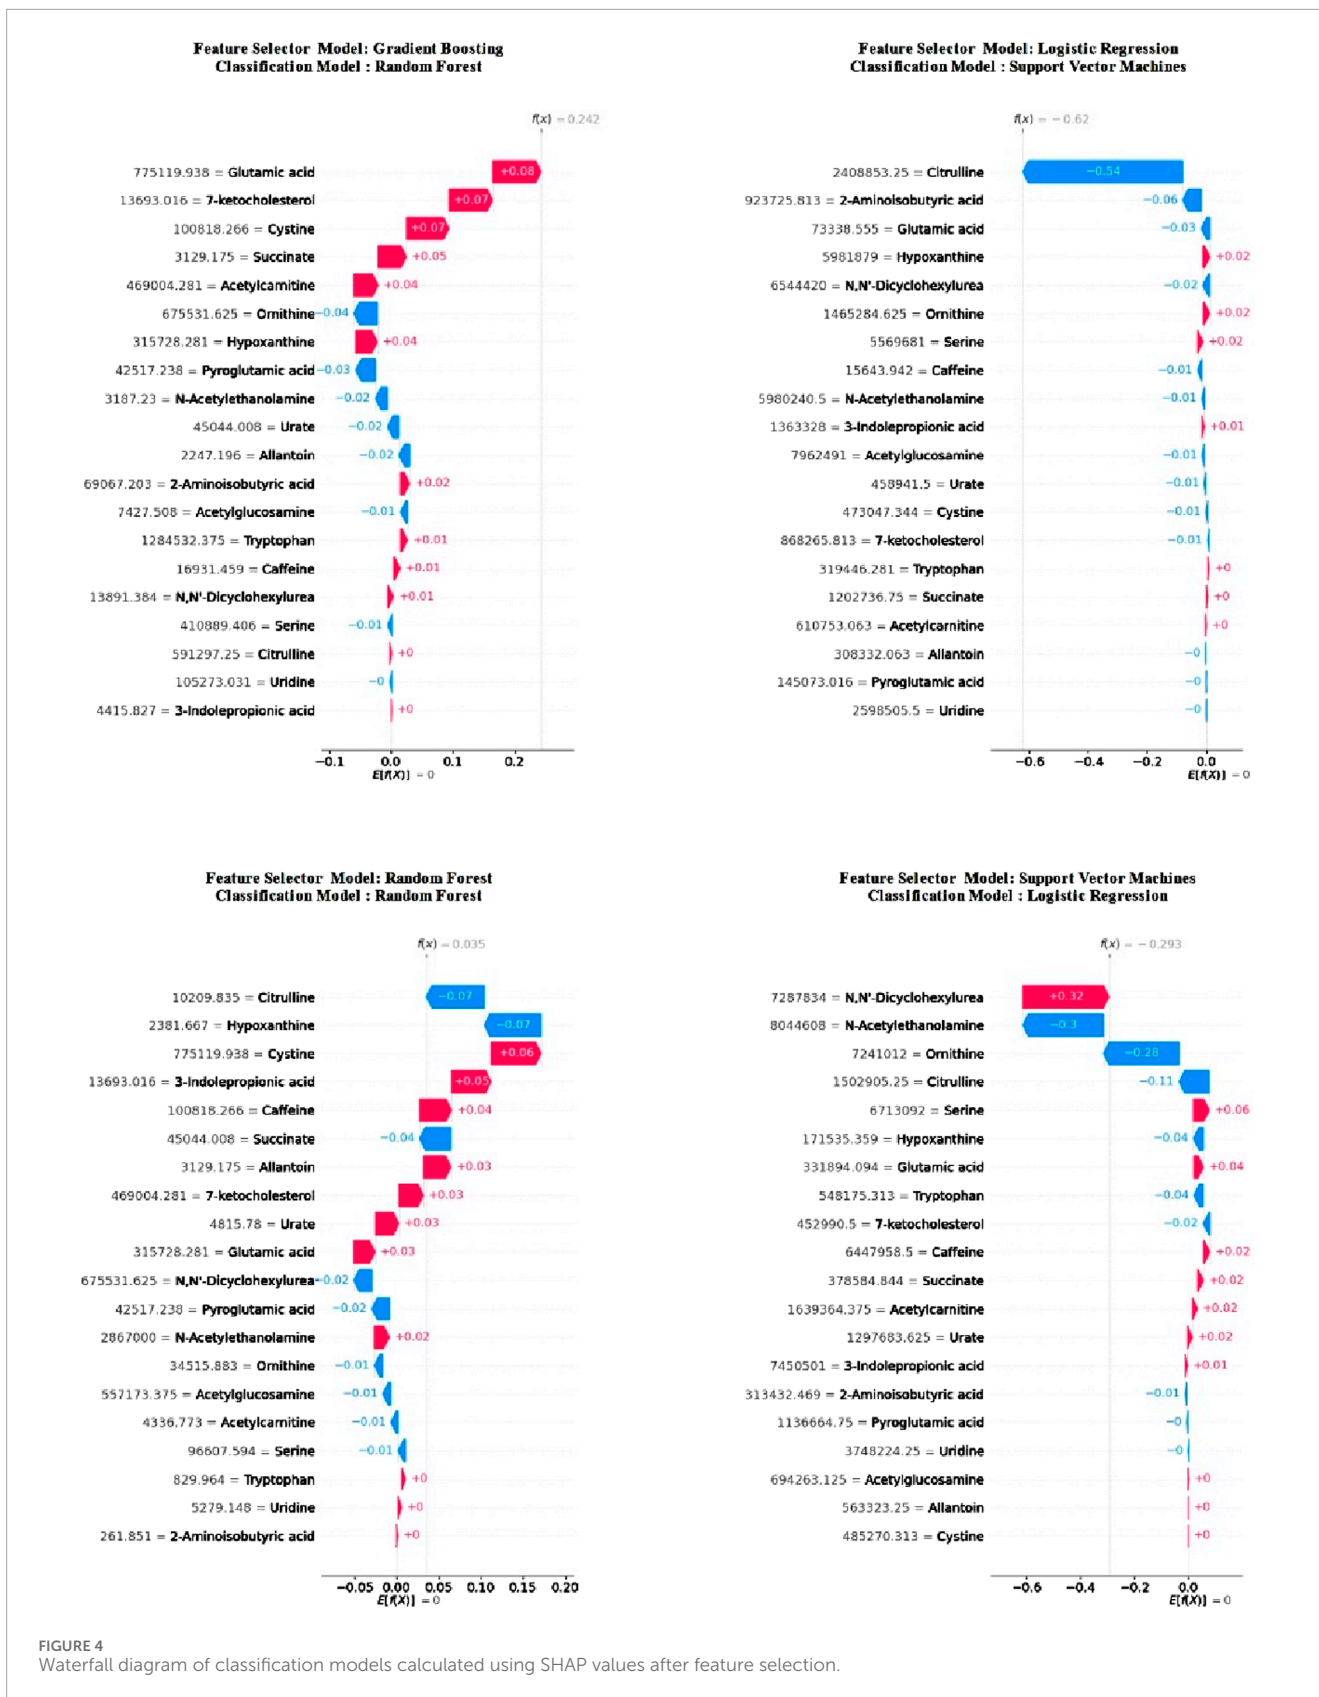 Feature Selector Model: Gradient Boosting
Classification Model : Random Forest
f(x) = 0.242
775119.938 = Glutamic acid
+0.08
13693.016 = 7-ketocholesterol
+0.07
100818.266 = Cystine
+0.07
3129.175 = Succinate
+0.05
469004.281 = Acetylcarnitine
+0.04
675531.625 = Ornithine
−0.04
315728.281 = Hypoxanthine
+0.04
42517.238 = Pyroglutamic acid
−0.03
3187.23 = N-Acetylethanolamine
−0.02
45044.008 = Urate
−0.02
2247.196 = Allantoin
−0.02
69067.203 = 2-Aminoisobutyric acid
+0.02
7427.508 = Acetylglucosamine
−0.01
1284532.375 = Tryptophan
+0.01
16931.459 = Caffeine
+0.01
13891.384 = N,N'-Dicyclohexylurea
+0.01
410889.406 = Serine
−0.01
591297.25 = Citrulline
+0
105273.031 = Uridine
−0
4415.827 = 3-Indolepropionic acid
+0
−0.1 0.0 0.1 0.2
E[f(X)] = 0
Feature Selector Model: Logistic Regression
Classification Model : Support Vector Machines
f(x) = −0.62
2408853.25 = Citrulline
−0.54
923725.813 = 2-Aminoisobutyric acid
−0.06
73338.555 = Glutamic acid
−0.03
5981879 = Hypoxanthine
+0.02
6544420 = N,N'-Dicyclohexylurea
−0.02
1465284.625 = Ornithine
+0.02
5569681 = Serine
+0.02
15643.942 = Caffeine
−0.01
5980240.5 = N-Acetylethanolamine
−0.01
1363328 = 3-Indolepropionic acid
+0.01
7962491 = Acetylglucosamine
−0.01
458941.5 = Urate
−0.01
473047.344 = Cystine
−0.01
868265.813 = 7-ketocholesterol
−0.01
319446.281 = Tryptophan
+0
1202736.75 = Succinate
+0
610753.063 = Acetylcarnitine
+0
308332.063 = Allantoin
−0
145073.016 = Pyroglutamic acid
−0
2598505.5 = Uridine
−0
−0.6 −0.4 −0.2 0.0
E[f(X)] = 0
Feature Selector Model: Random Forest
Classification Model : Random Forest
f(x) = 0.035
10209.835 = Citrulline
−0.07
2381.667 = Hypoxanthine
−0.07
775119.938 = Cystine
+0.06
13693.016 = 3-Indolepropionic acid
+0.05
100818.266 = Caffeine
+0.04
45044.008 = Succinate
−0.04
3129.175 = Allantoin
+0.03
469004.281 = 7-ketocholesterol
+0.03
4815.78 = Urate
+0.03
315728.281 = Glutamic acid
+0.03
675531.625 = N,N'-Dicyclohexylurea
−0.02
42517.238 = Pyroglutamic acid
−0.02
2867000 = N-Acetylethanolamine
+0.02
34515.883 = Ornithine
−0.01
557173.375 = Acetylglucosamine
−0.01
4336.773 = Acetylcarnitine
−0.01
96607.594 = Serine
−0.01
829.964 = Tryptophan
+0
5279.148 = Uridine
+0
261.851 = 2-Aminoisobutyric acid
+0
−0.05 0.00 0.05 0.10 0.15 0.20
E[f(X)] = 0
Feature Selector Model: Support Vector Machines
Classification Model : Logistic Regression
f(x) = −0.293
7287834 = N,N'-Dicyclohexylurea
+0.32
8044608 = N-Acetylethanolamine
−0.3
7241012 = Ornithine
−0.28
1502905.25 = Citrulline
−0.11
6713092 = Serine
+0.06
171535.359 = Hypoxanthine
−0.04
331894.094 = Glutamic acid
+0.04
548175.313 = Tryptophan
−0.04
452990.5 = 7-ketocholesterol
−0.02
6447958.5 = Caffeine
+0.02
378584.844 = Succinate
+0.02
1639364.375 = Acetylcarnitine
+0.02
1297683.625 = Urate
+0.02
7450501 = 3-Indolepropionic acid
+0.01
313432.469 = 2-Aminoisobutyric acid
−0.01
1136664.75 = Pyroglutamic acid
−0
3748224.25 = Uridine
−0
694263.125 = Acetylglucosamine
+0
563323.25 = Allantoin
+0
485270.313 = Cystine
+0
−0.6 −0.4 −0.2 0.0
E[f(X)] = 0
FIGURE 4
Waterfall diagram of classification models calculated using SHAP values after feature selection.